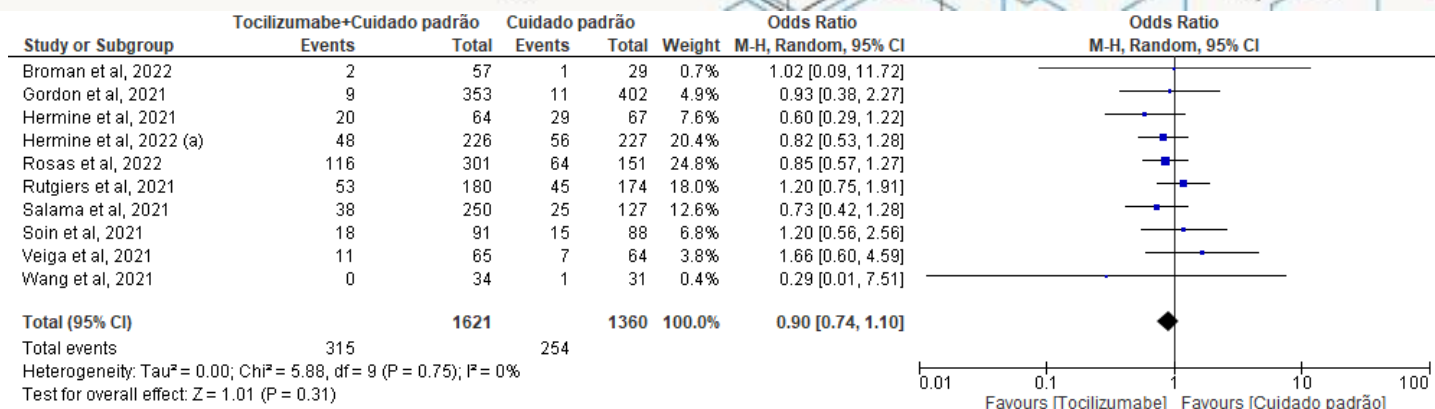 Tocilizumabe+Cuidado padrão Cuidado padrão Odds Ratio Odds Ratio
Study or Subgroup Events Total Events Total Weight M-H, Random, 95% CI M-H, Random, 95% CI
Broman et al, 2022 2 57 1 29 0.7% 1.02 [0.09, 11.72]
Gordon et al, 2021 9 353 11 402 4.9% 0.93 [0.38, 2.27]
Hermine et al, 2021 20 64 29 67 7.6% 0.60 [0.29, 1.22]
Hermine et al, 2022 (a) 48 226 56 227 20.4% 0.82 [0.53, 1.28]
Rosas et al, 2022 116 301 64 151 24.8% 0.85 [0.57, 1.27]
Rutgiers et al, 2021 53 180 45 174 18.0% 1.20 [0.75, 1.91]
Salama et al, 2021 38 250 25 127 12.6% 0.73 [0.42, 1.28]
Soin et al, 2021 18 91 15 88 6.8% 1.20 [0.56, 2.56]
Veiga et al, 2021 11 65 7 64 3.8% 1.66 [0.60, 4.59]
Wang et al, 2021 0 34 1 31 0.4% 0.29 [0.01, 7.51]
Total (95% CI) 1621 1360 100.0% 0.90 [0.74, 1.10]
Total events 315 254
Heterogeneity: Tau² = 0.00; Chi² = 5.88, df = 9 (P = 0.75); I² = 0%
Test for overall effect: Z = 1.01 (P = 0.31)
0.01 0.1 1 10 100
Favours [Tocilizumabe] Favours [Cuidado padrão]